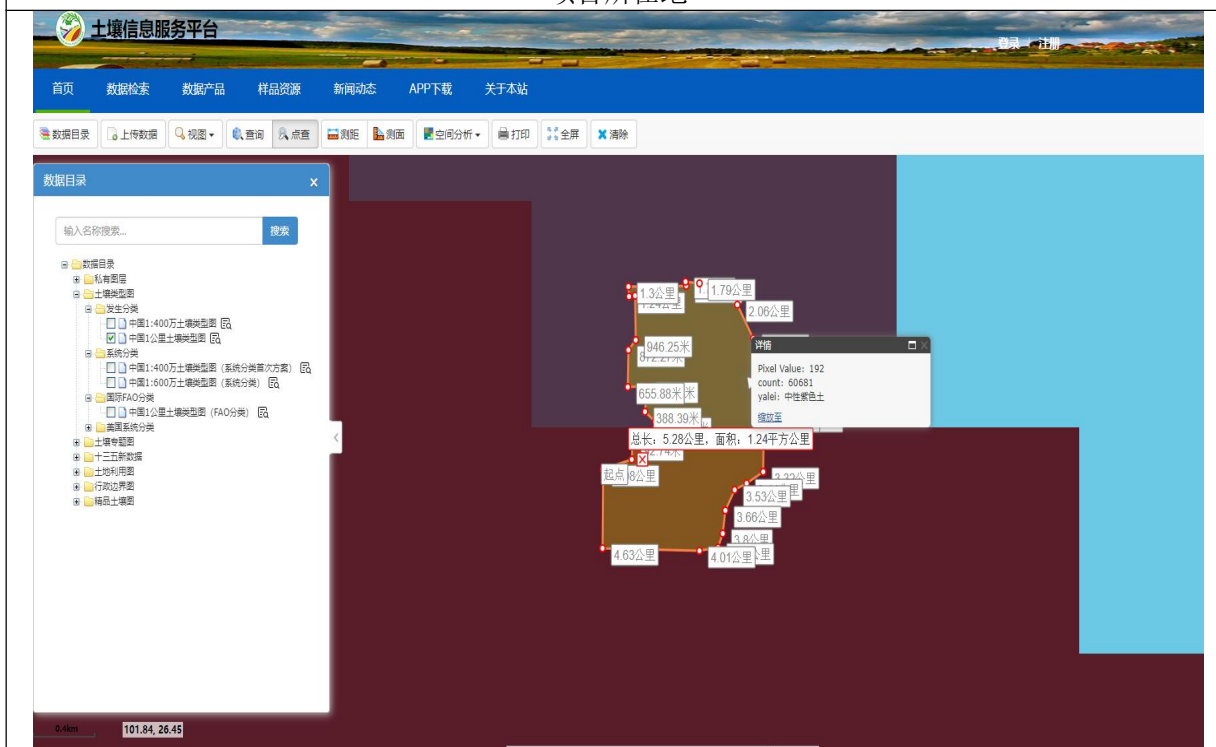 土壤信息服务平台
登录 注册
首页 数据检索 数据产品 样品资源 新闻动态 APP下载 关于本站
数据目录 上传数据 视图 查询 点查 测距 测面 空间分析 打印 全屏 清除
数据目录 x
输入名称搜索... 搜索
数据目录
私有图层
土壤类型图
发生分类
中国1:400万土壤类型图
中国1公里土壤类型图
系统分类
中国1:400万土壤类型图（系统分类首次方案）
中国1:600万土壤类型图（系统分类）
国际FAO分类
中国1公里土壤类型图（FAO分类）
美国系统分类
土壤专题图
十三五新数据
土地利用图
行政边界图
精品土壤图
1.3公里
1.79公里
2.06公里
946.25米
655.88米
388.39米
详情
Pixel Value: 192
count: 60681
yalei: 中性紫色土
缩放至
总长：5.28公里，面积：1.24平方公里
起点
3.53公里
3.66公里
4.63公里
4.01公里
0.4km
101.84, 26.45